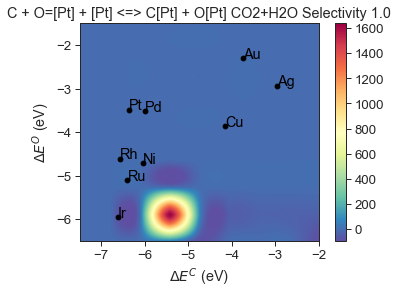 C + O=[Pt] + [Pt] <=> C[Pt] + O[Pt] CO2+H2O Selectivity 1.0
−2
−3
−4
−5
−6
ΔE^O (eV)
Au
Ag
Pt
Pd
Cu
Rh
Ni
Ru
Ir
−7
−6
−5
−4
−3
−2
ΔE^C (eV)
1600
1400
1200
1000
800
600
400
200
0